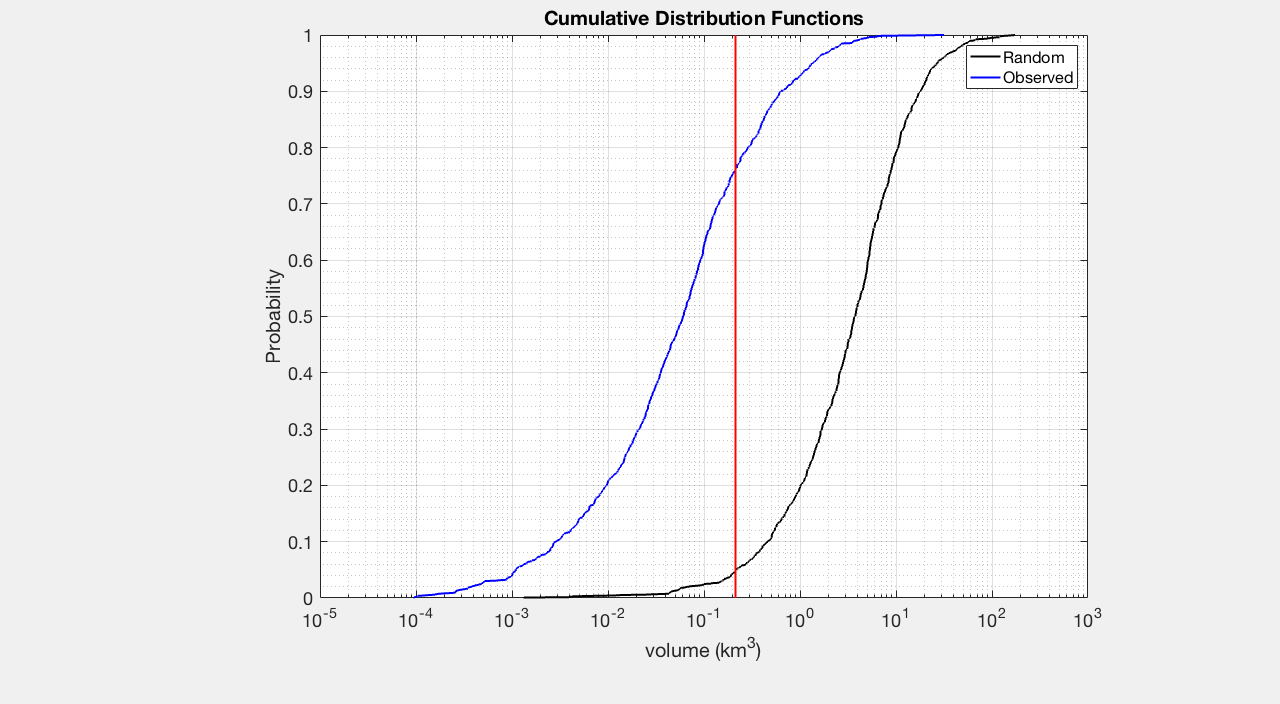 Cumulative Distribution Functions
Random
Observed
1
0.9
0.8
0.7
0.6
0.5
0.4
0.3
0.2
0.1
0
Probability
10^-5 10^-4 10^-3 10^-2 10^-1 10^0 10^1 10^2 10^3
volume (km^3)